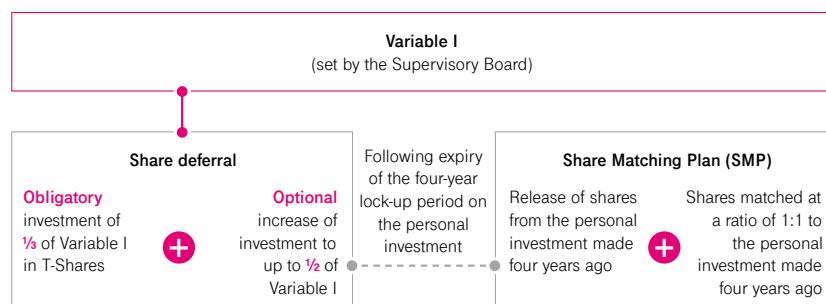 Variable I
(set by the Supervisory Board)
Share deferral
Obligatory
investment of
⅓ of Variable I
in T-Shares
+
Optional
increase of
investment to
up to ½ of
Variable I
Following expiry
of the four-year
lock-up period on
the personal
investment
Share Matching Plan (SMP)
Release of shares
from the personal
investment made
four years ago
+
Shares matched at
a ratio of 1:1 to
the personal
investment made
four years ago